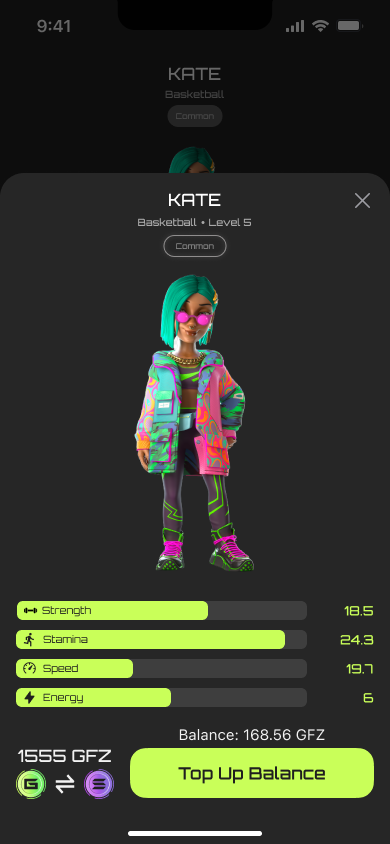 9:41
KATE
Basketball
Common
KATE
Basketball • Level 5
Common
Strength 18.5
Stamina 24.3
Speed 19.7
Energy 6
Balance: 168.56 GFZ
1555 GFZ
G S
Top Up Balance